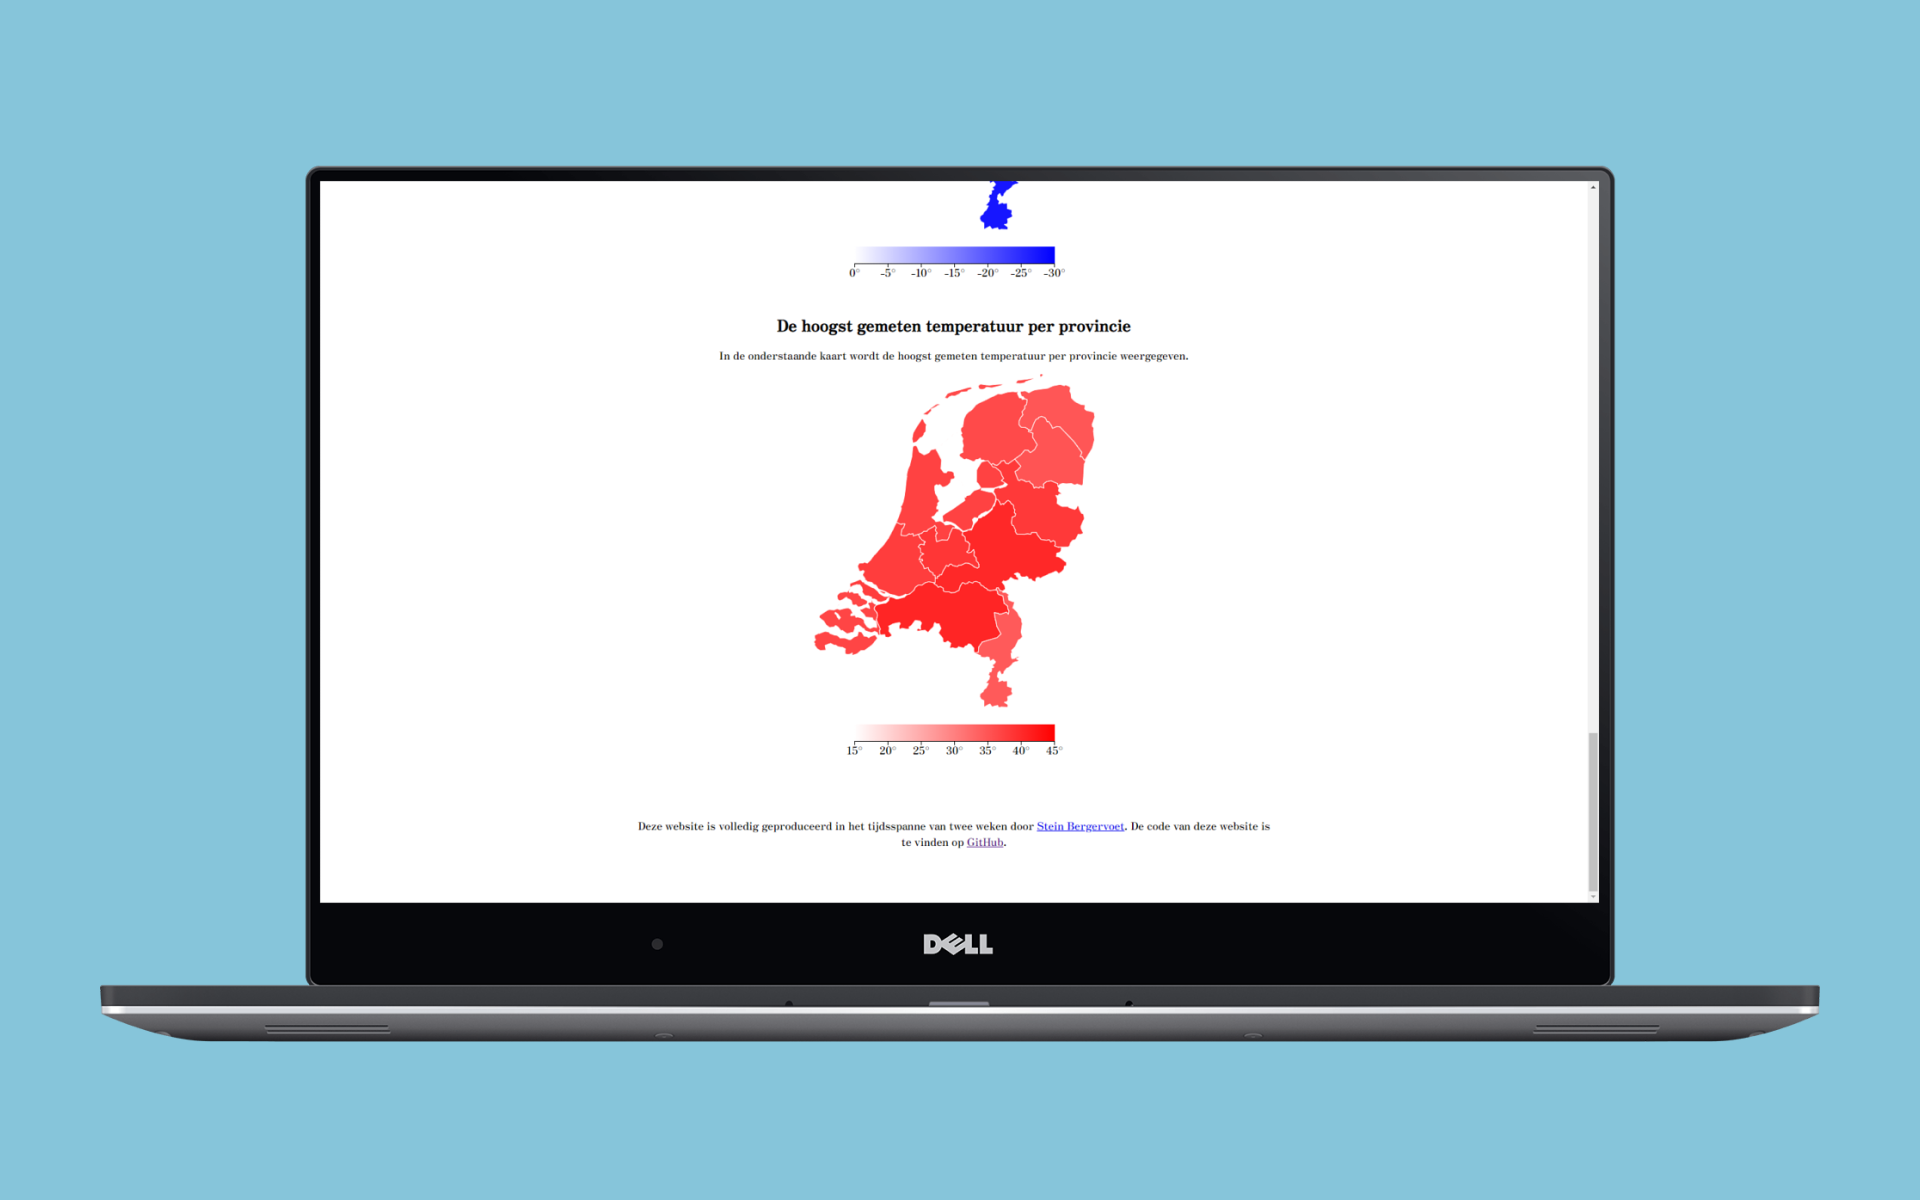 0° -5° -10° -15° -20° -25° -30°
De hoogst gemeten temperatuur per provincie
In de onderstaande kaart wordt de hoogst gemeten temperatuur per provincie weergegeven.
15° 20° 25° 30° 35° 40° 45°
Deze website is volledig geproduceerd in het tijdsspanne van twee weken door Stein Bergervoet. De code van deze website is
te vinden op GitHub.
DELL